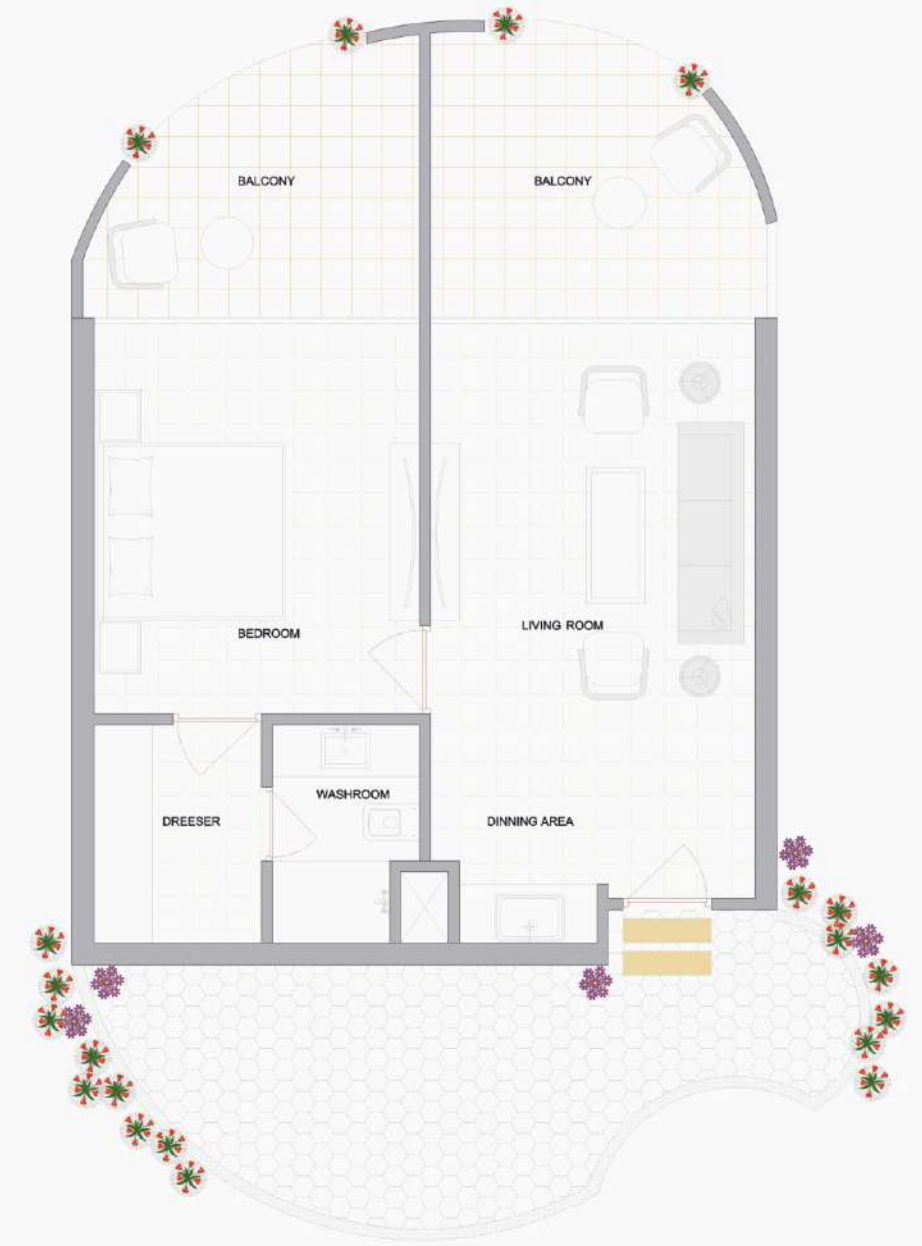 BALCONY
BALCONY
BEDROOM
LIVING ROOM
WASHROOM
DREESER
DINNING AREA